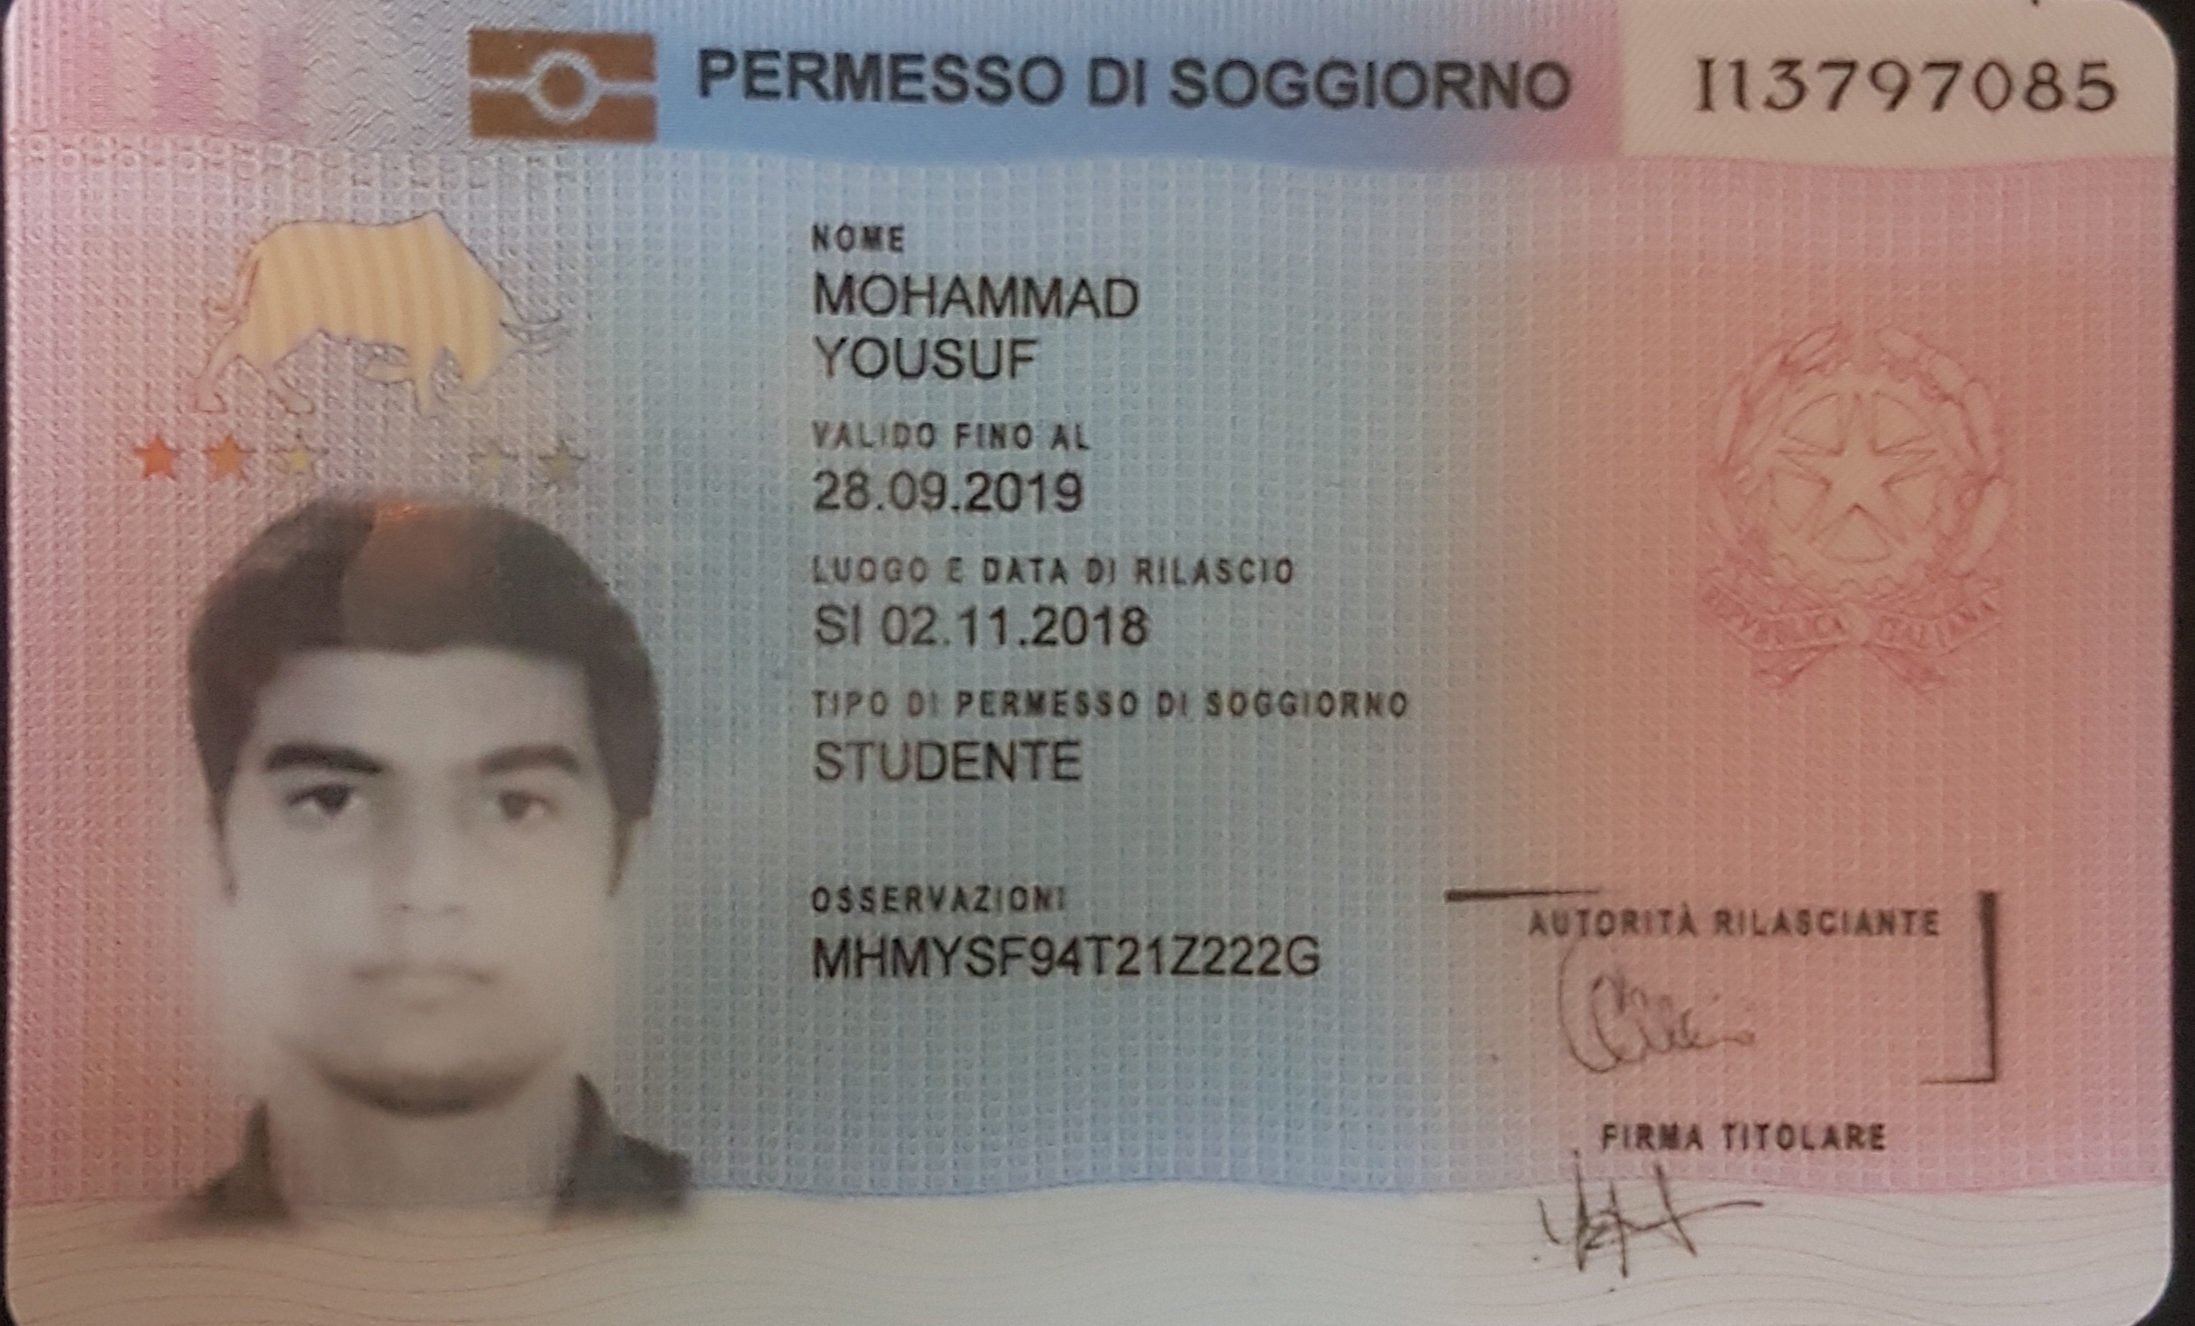 PERMESSO DI SOGGIORNO
I13797085
NOME
MOHAMMAD
YOUSUF
VALIDO FINO AL
28.09.2019
LUOGO E DATA DI RILASCIO
SI 02.11.2018
TIPO DI PERMESSO DI SOGGIORNO
STUDENTE
OSSERVAZIONI
MHMYSF94T21Z222G
AUTORITÀ RILASCIANTE
FIRMA TITOLARE
REPVBBLICA ITALIANA